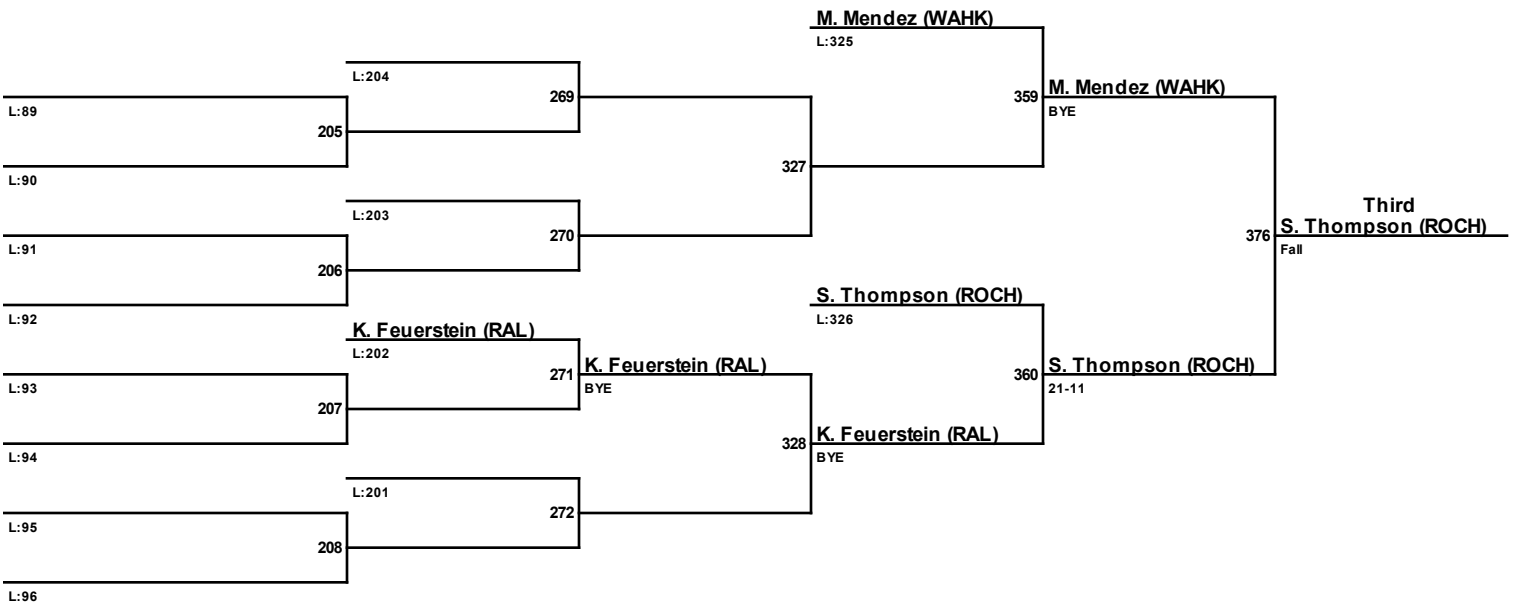 M. Mendez (WAHK)
L:325
L:204
269
359
M. Mendez (WAHK)
BYE
L:89
205
327
L:90
L:203
Third
L:91
270
376
S. Thompson (ROCH)
Fall
206
S. Thompson (ROCH)
L:326
L:92
K. Feuerstein (RAL)
L:202
271
K. Feuerstein (RAL)
BYE
360
S. Thompson (ROCH)
21-11
L:93
207
328
K. Feuerstein (RAL)
BYE
L:94
L:201
272
L:95
208
L:96